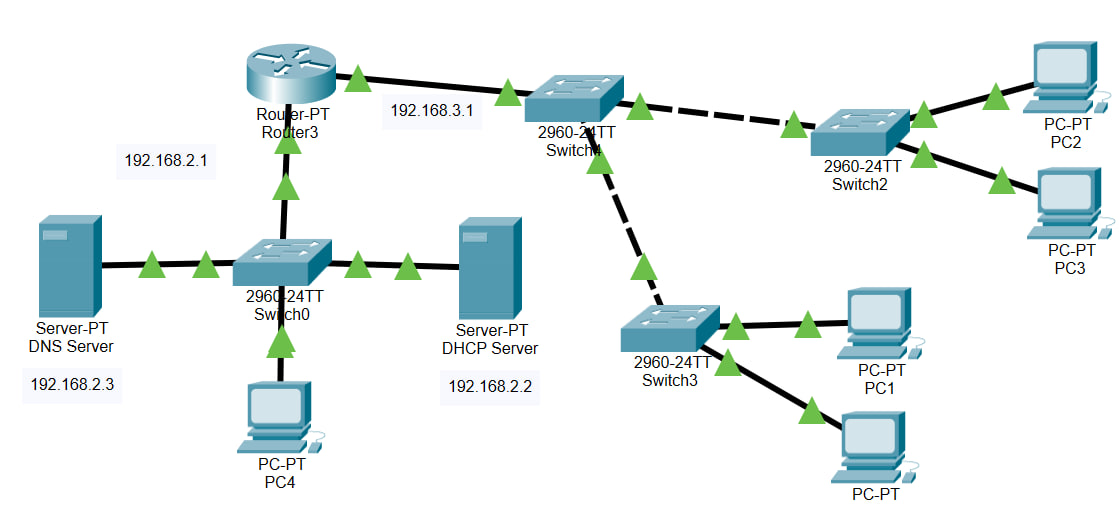 Router-PT
Router3
192.168.3.1
2960-24TT
Switch4
PC-PT
PC2
192.168.2.1
2960-24TT
Switch2
PC-PT
PC3
2960-24TT
Switch0
Server-PT
DNS Server
192.168.2.3
Server-PT
DHCP Server
192.168.2.2
2960-24TT
Switch3
PC-PT
PC1
PC-PT
PC4
PC-PT